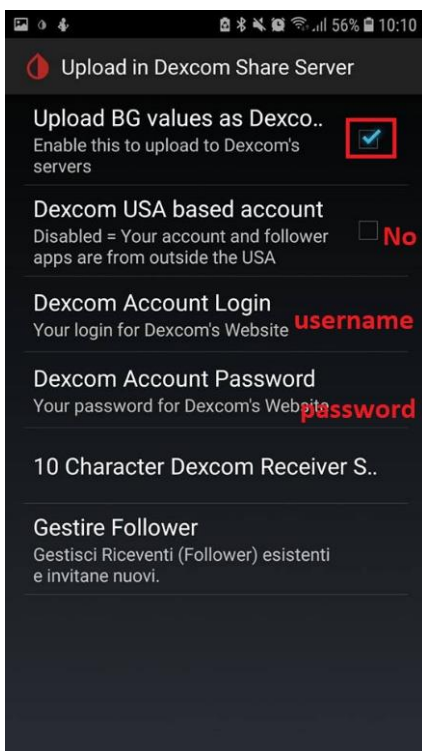 56% 10:10
Upload in Dexcom Share Server
Upload BG values as Dexco..
Enable this to upload to Dexcom's
servers
Dexcom USA based account
Disabled = Your account and follower
apps are from outside the USA
No
Dexcom Account Login
Your login for Dexcom's Website
username
Dexcom Account Password
Your password for Dexcom's Website
password
10 Character Dexcom Receiver S..
Gestire Follower
Gestisci Riceventi (Follower) esistenti
e invitane nuovi.